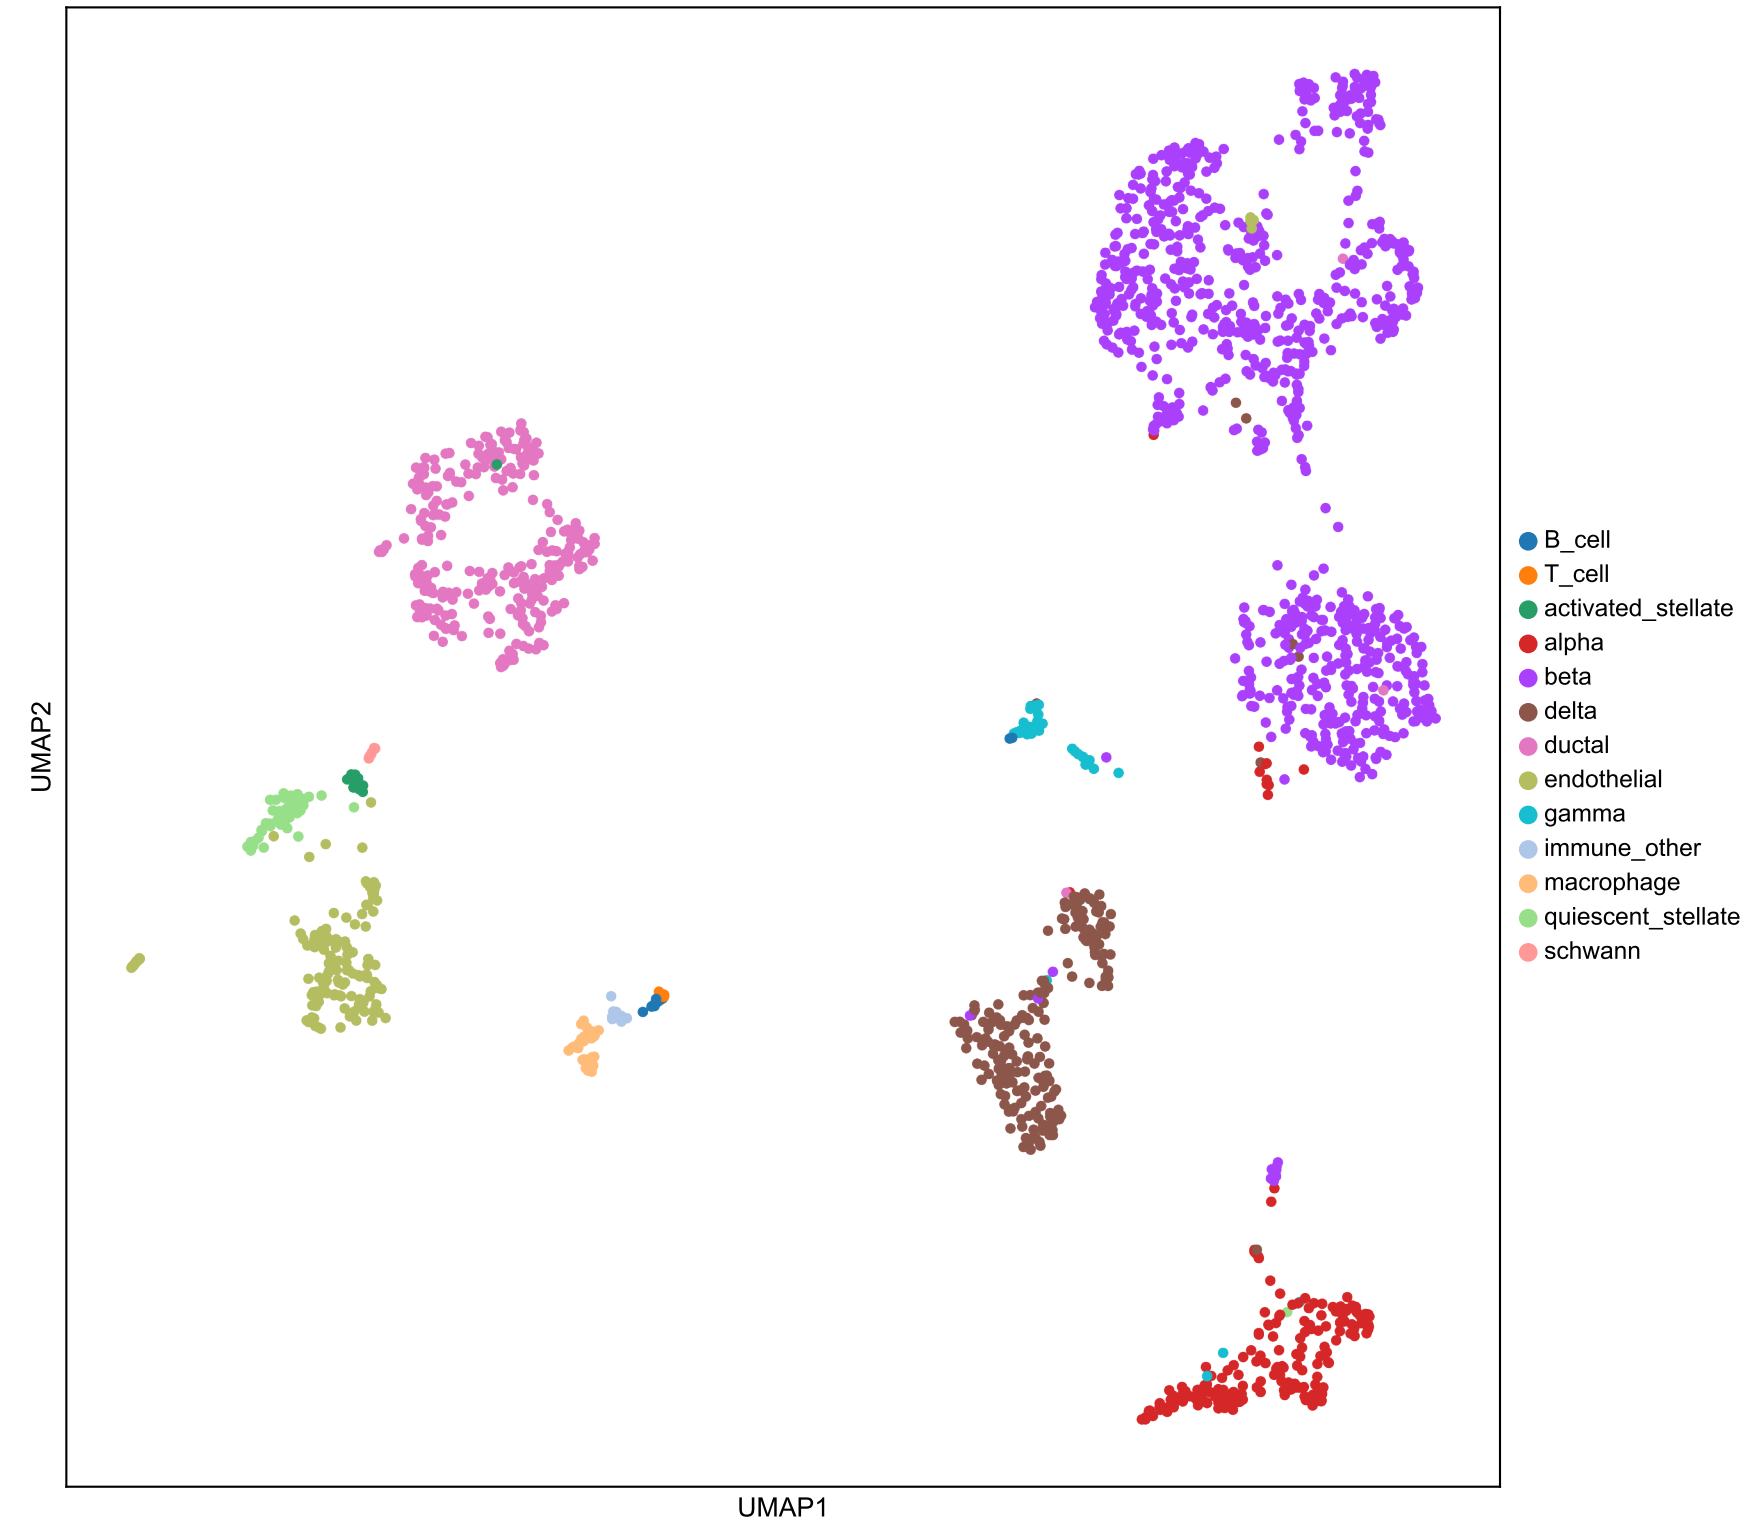 UMAP2
UMAP1
B_cell
T_cell
activated_stellate
alpha
beta
delta
ductal
endothelial
gamma
immune_other
macrophage
quiescent_stellate
schwann